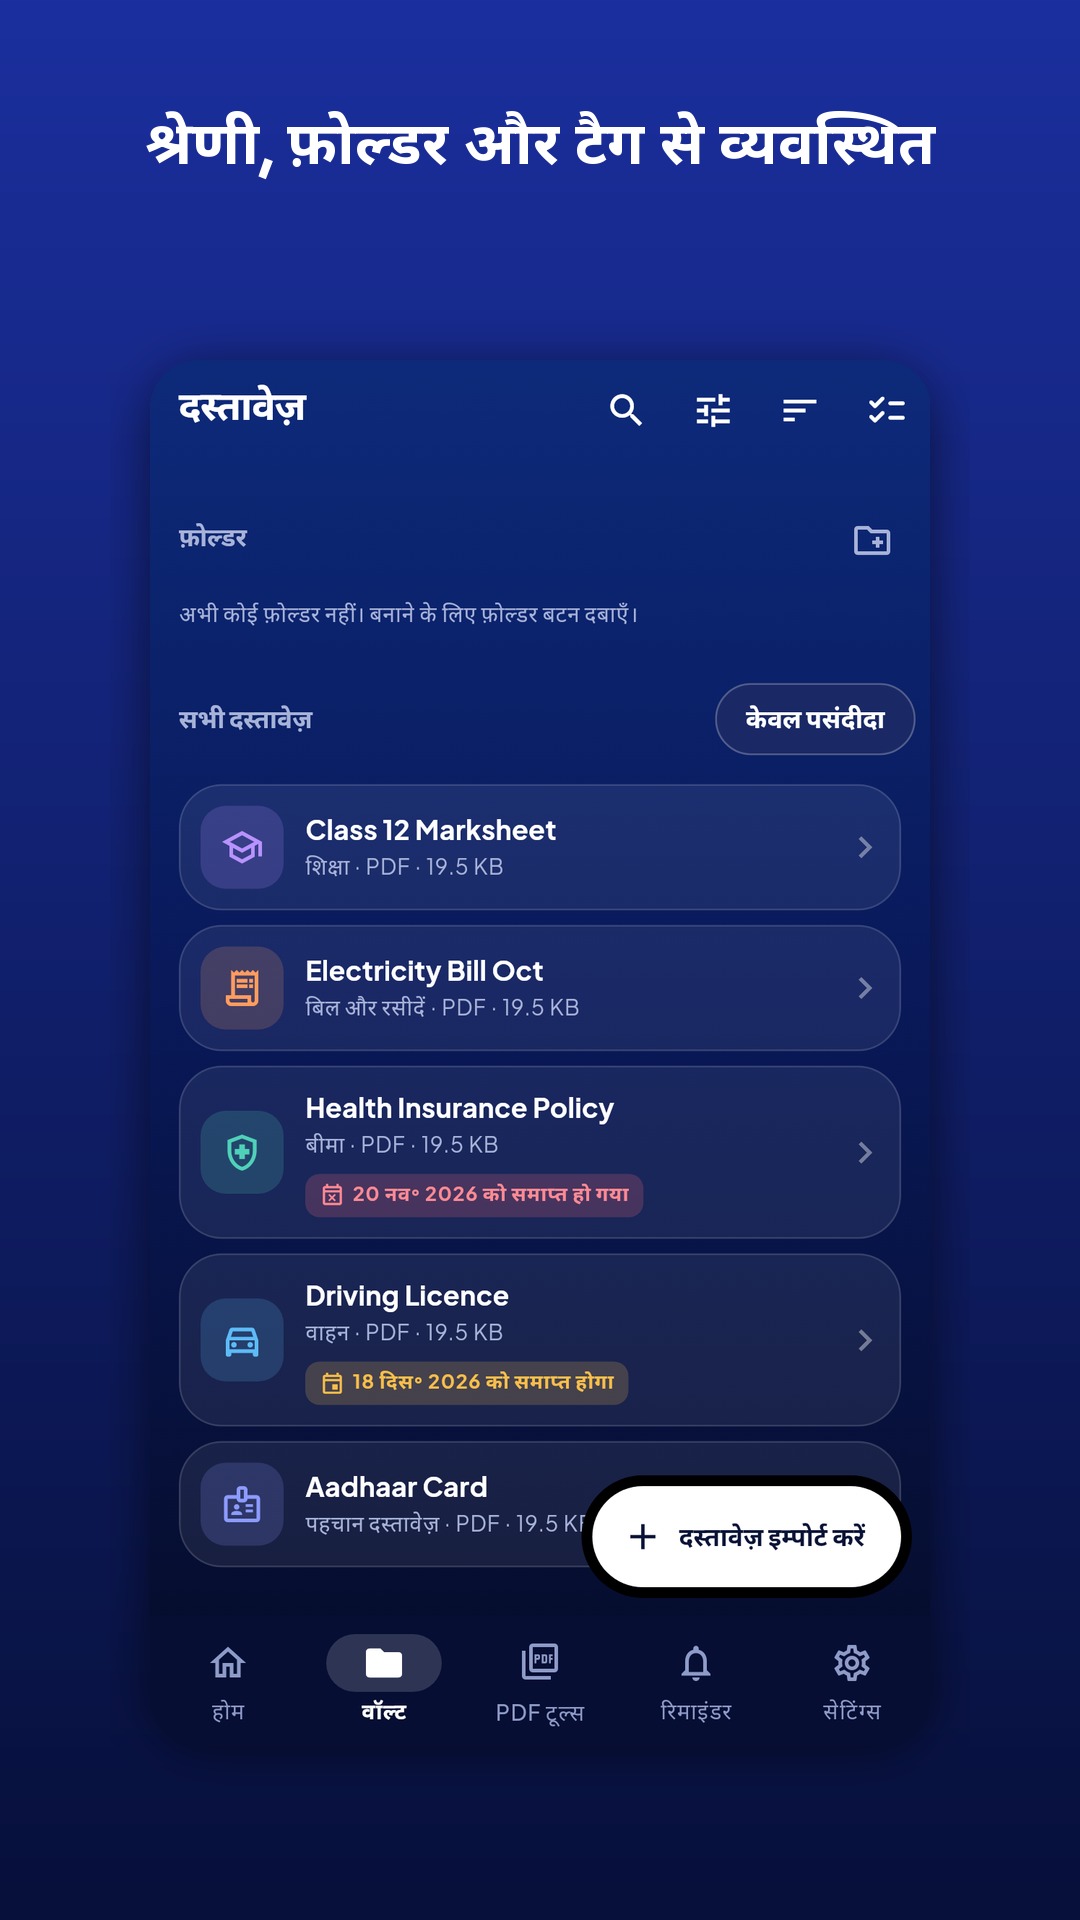 श्रेणी, फ़ोल्डर और टैग से व्यवस्थित
दस्तावेज़
फ़ोल्डर
अभी कोई फ़ोल्डर नहीं। बनाने के लिए फ़ोल्डर बटन दबाएँ।
सभी दस्तावेज़
केवल पसंदीदा
Class 12 Marksheet
शिक्षा · PDF · 19.5 KB
Electricity Bill Oct
बिल और रसीदें · PDF · 19.5 KB
Health Insurance Policy
बीमा · PDF · 19.5 KB
20 नव॰ 2026 को समाप्त हो गया
Driving Licence
वाहन · PDF · 19.5 KB
18 दिस॰ 2026 को समाप्त होगा
Aadhaar Card
पहचान दस्तावेज़ · PDF · 19.5
दस्तावेज़ इम्पोर्ट करें
PDF
होम
वॉल्ट
PDF टूल्स
रिमाइंडर
सेटिंग्स